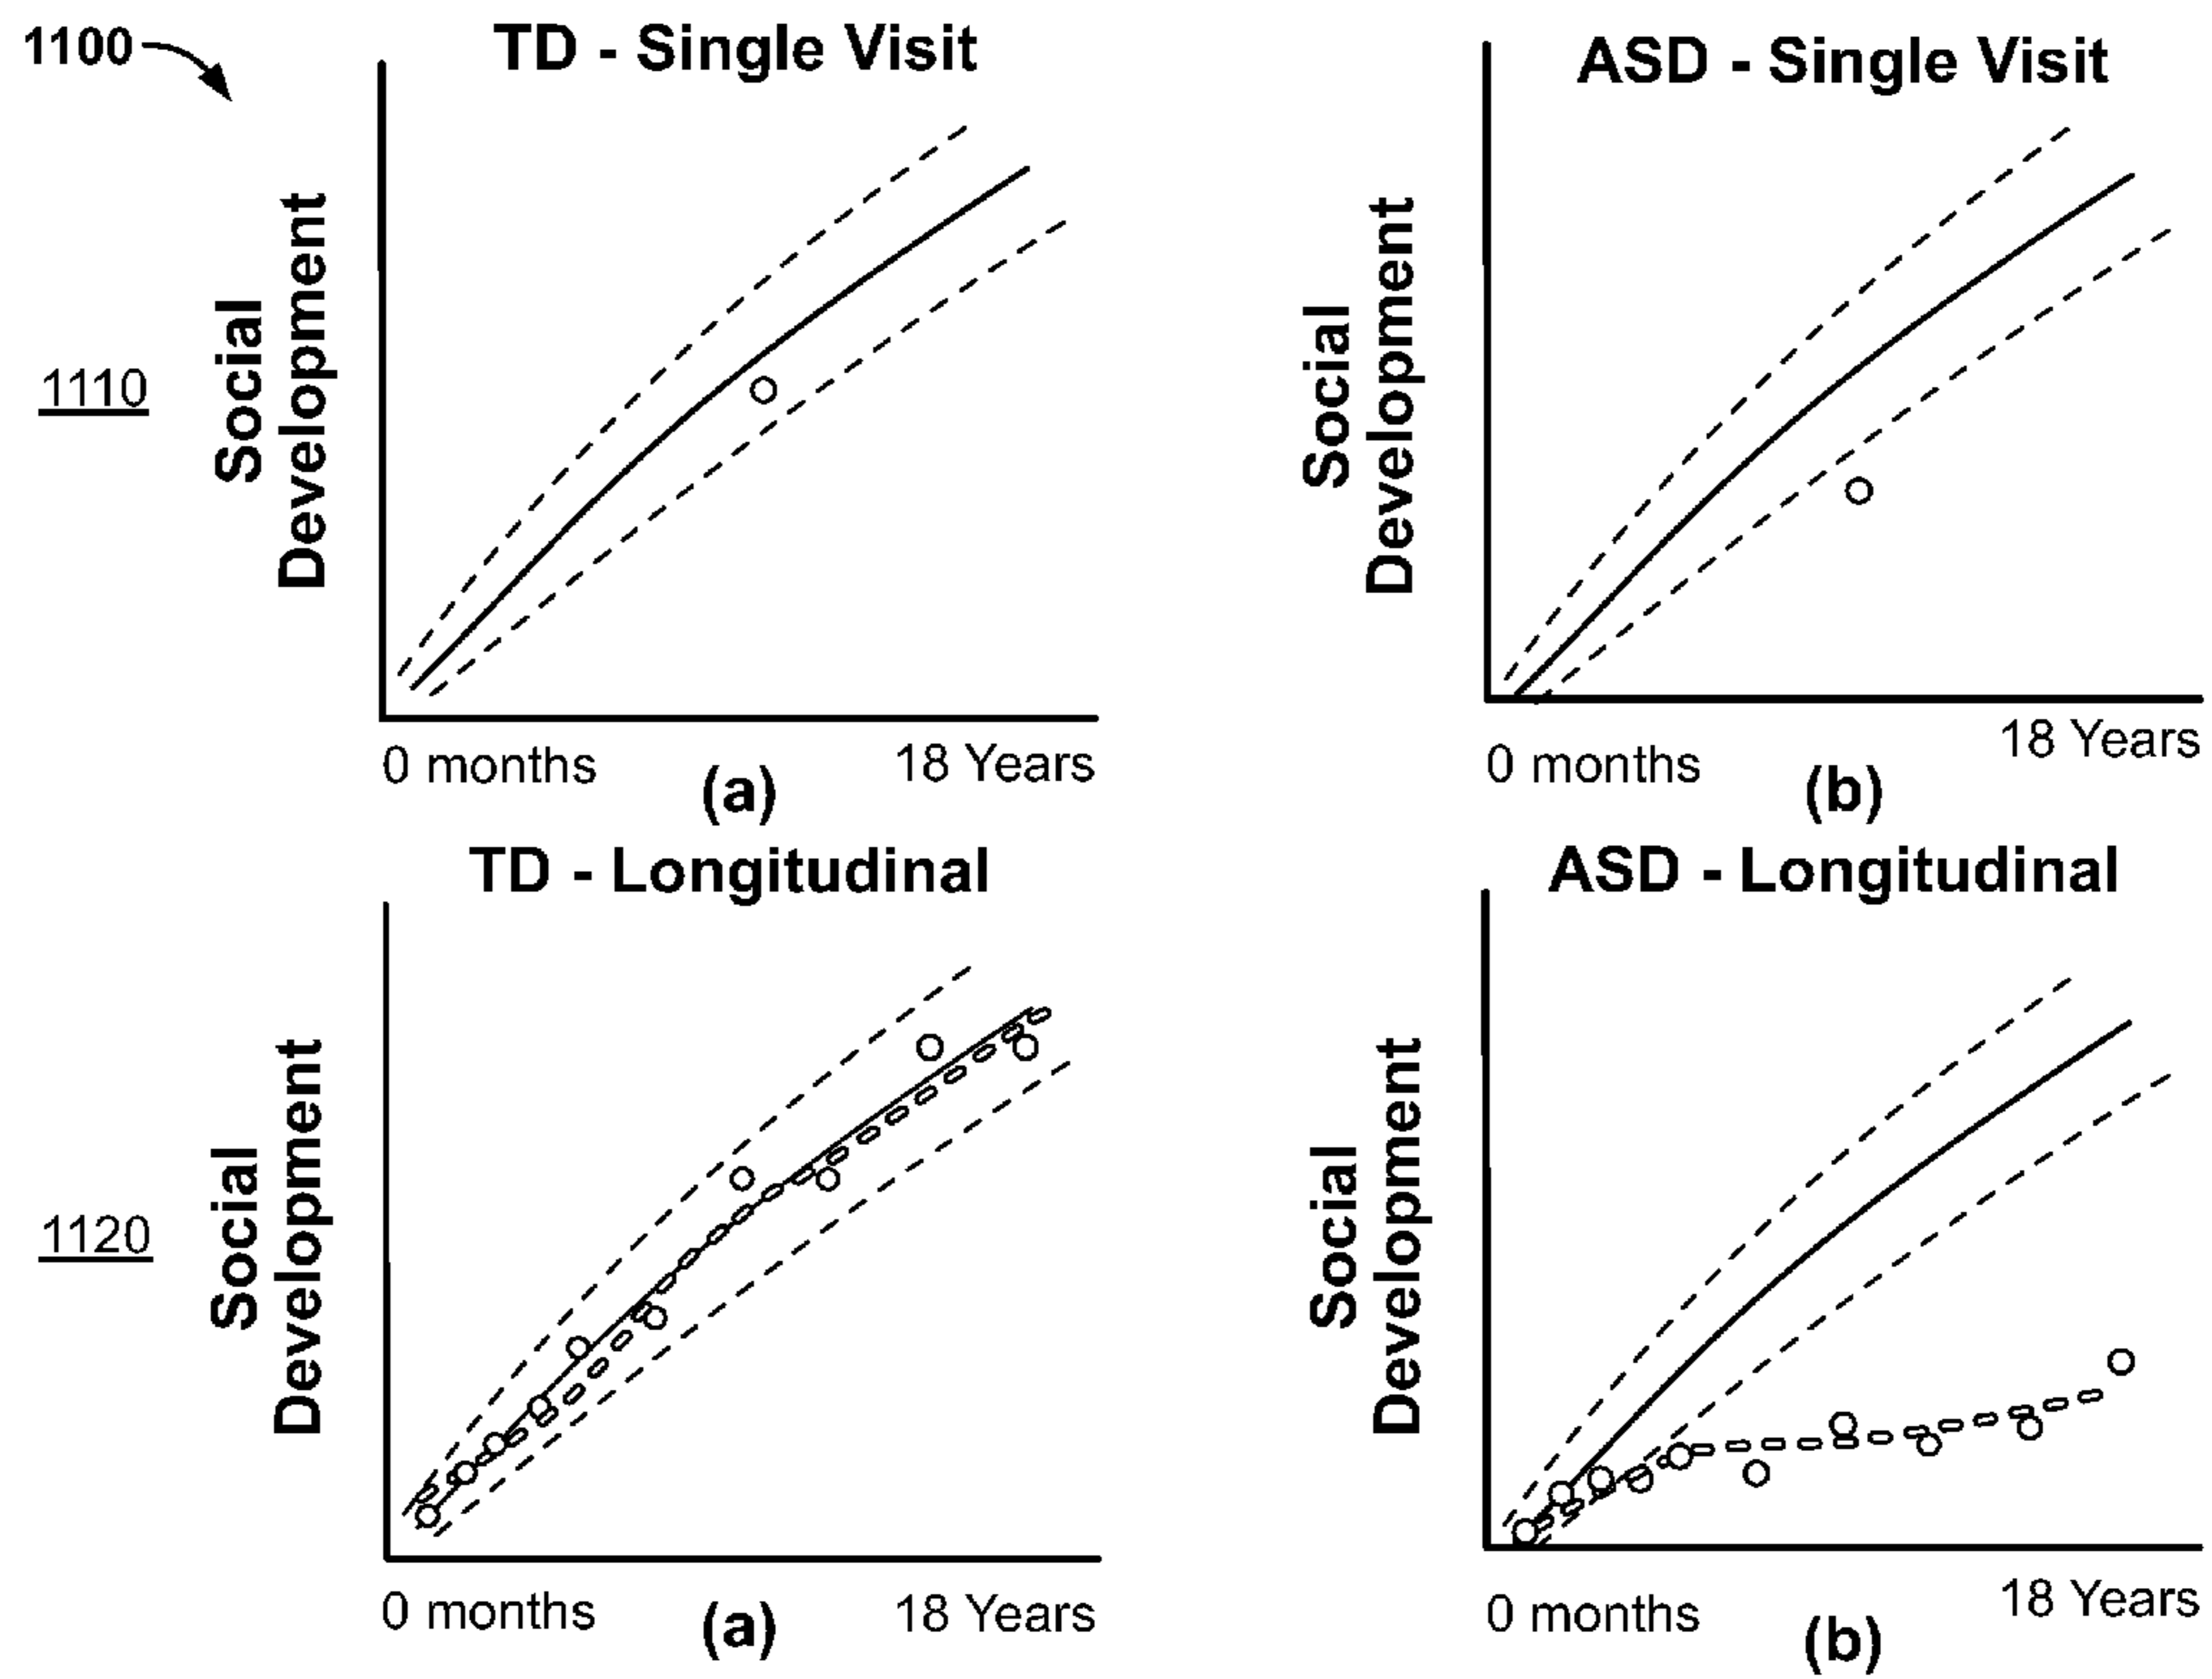 1100
TD - Single Visit
ASD - Single Visit
1110
Social
Development
Social
Development
0 months
18 Years
(a)
0 months
18 Years
(b)
TD - Longitudinal
ASD - Longitudinal
1120
Social
Development
Social
Development
0 months
18 Years
(a)
0 months
18 Years
(b)